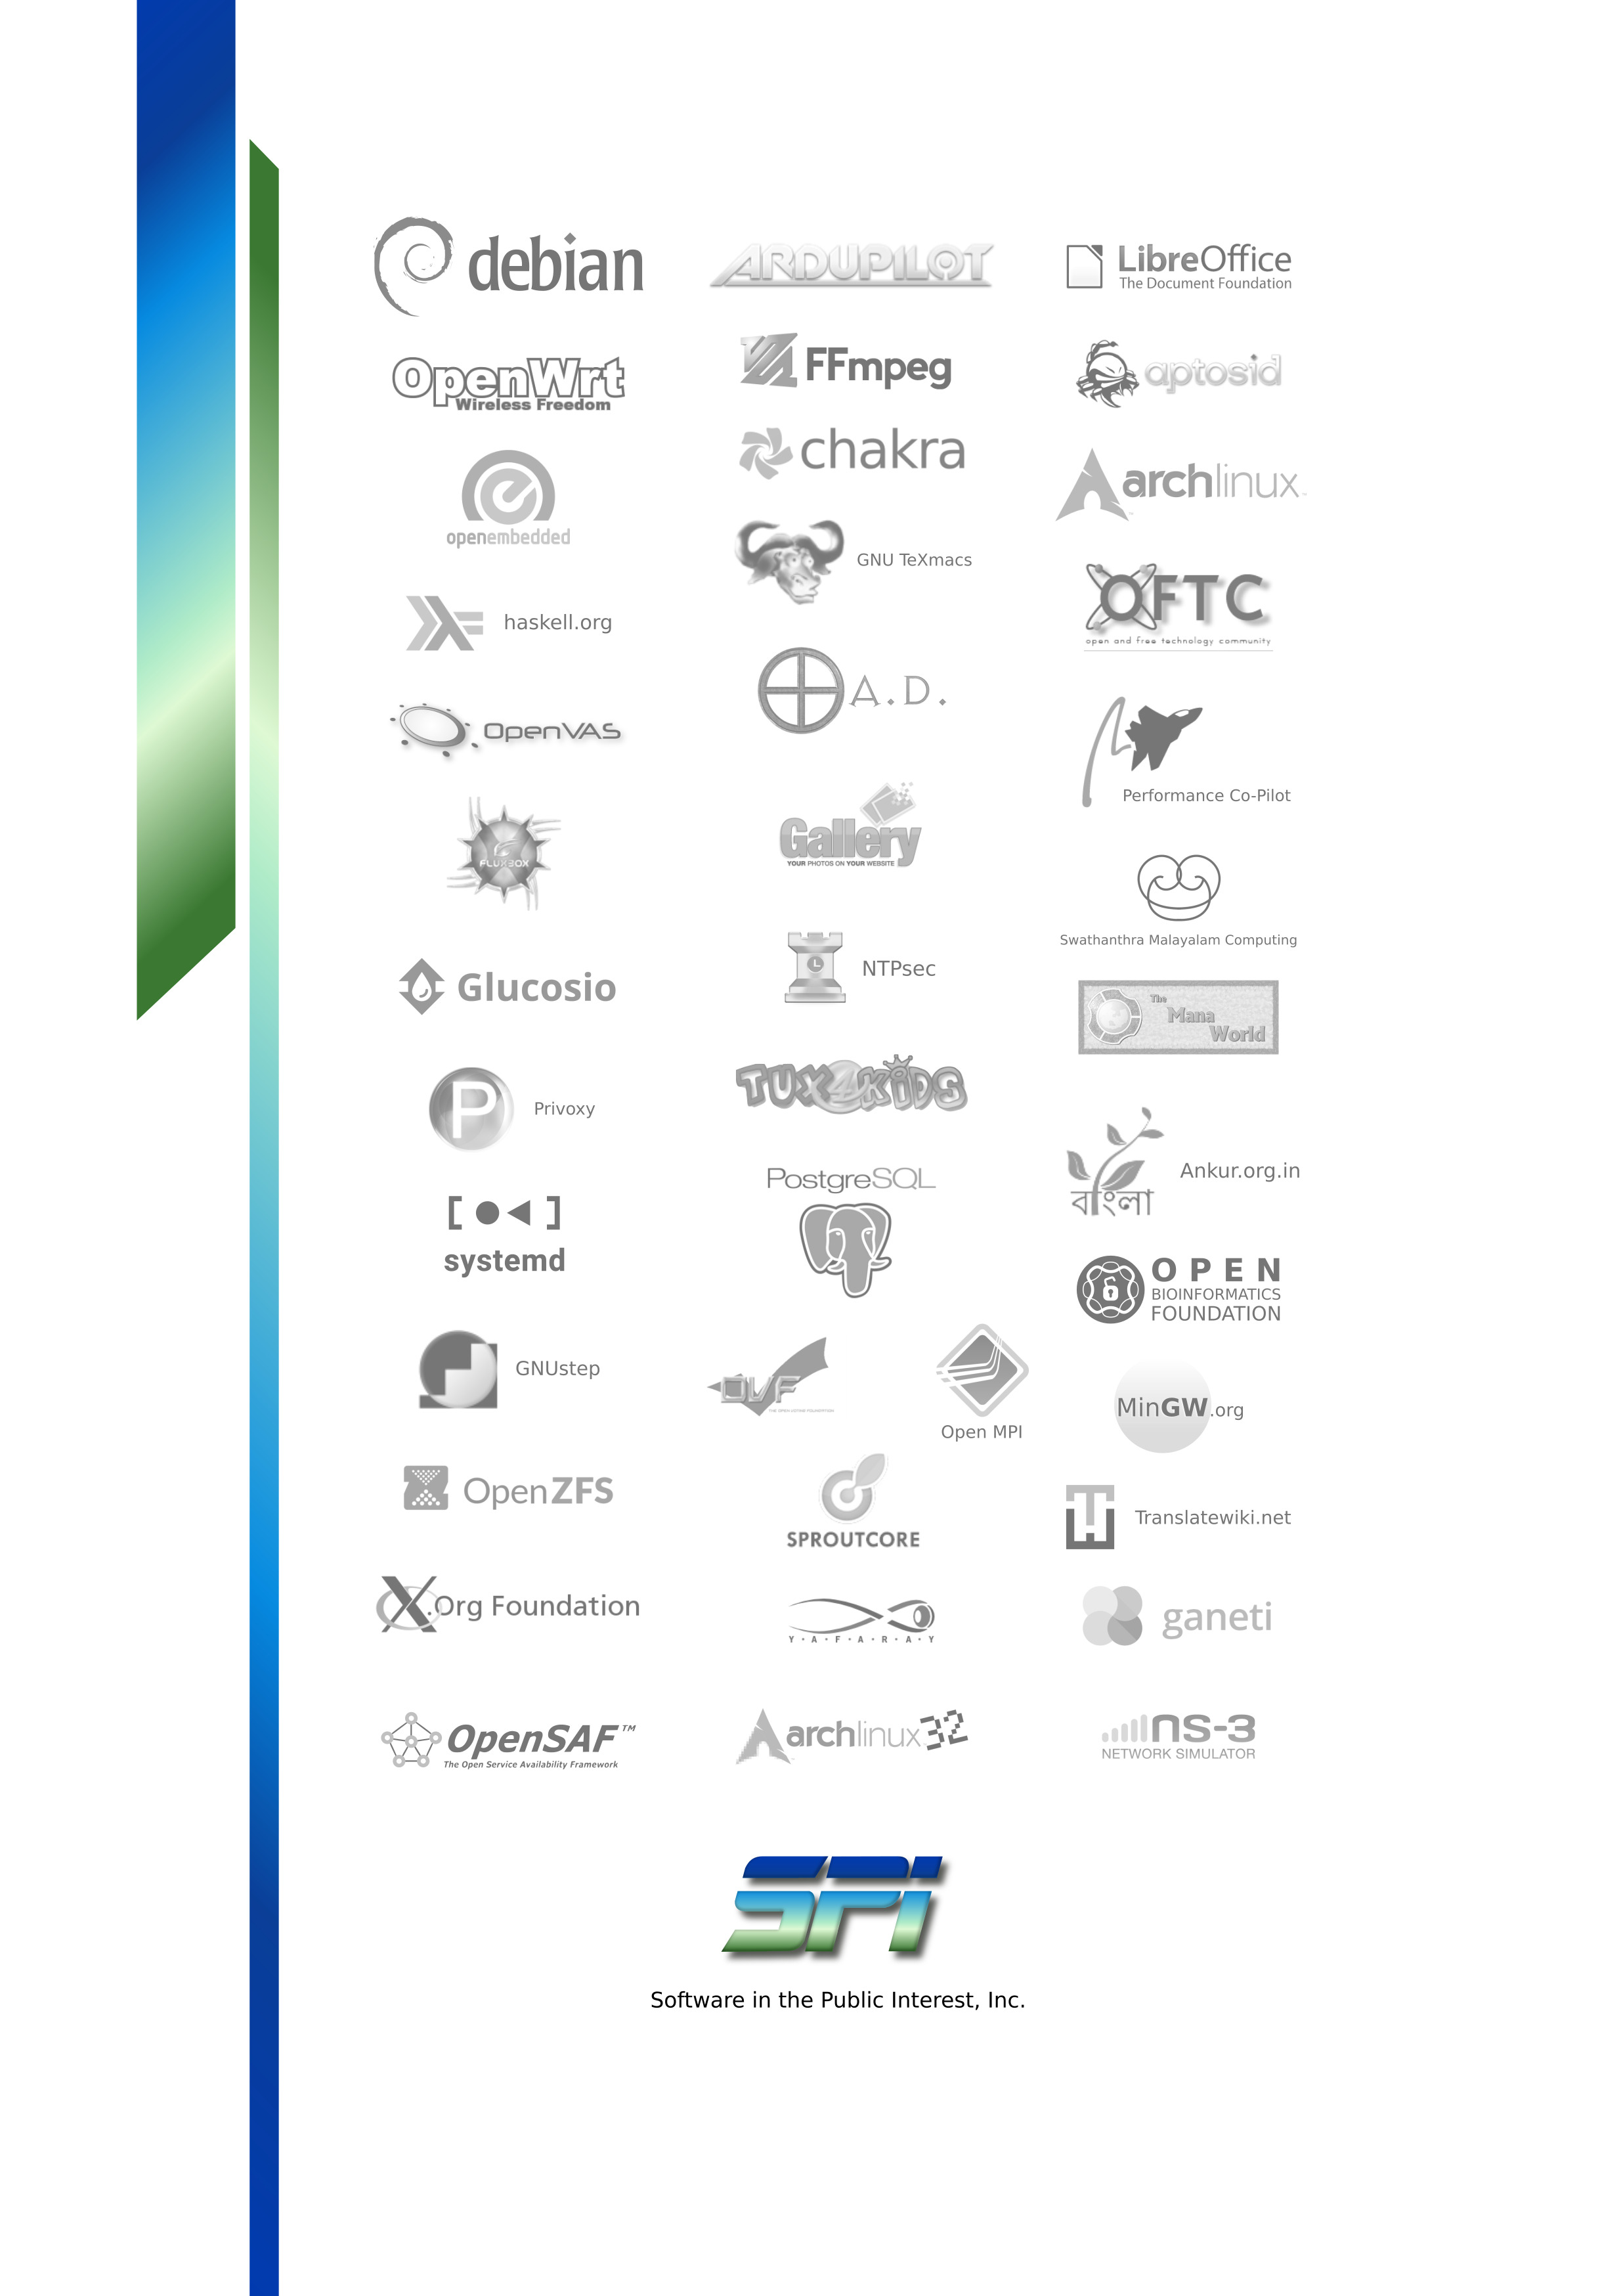 debian
ARDUPILOT
LibreOffice
The Document Foundation
OpenWrt
Wireless Freedom
FFmpeg
aptosid
chakra
archlinux
openembedded
GNU TeXmacs
OFTC
open and free technology community
haskell.org
A.D.
OpenVAS
Performance Co-Pilot
FLUXBOX
Gallery
YOUR PHOTOS ON YOUR WEBSITE
Swathanthra Malayalam Computing
Glucosio
NTPsec
The
Mana
World
P
Privoxy
TUX4KIDS
Ankur.org.in
বাংলা
PostgreSQL
systemd
OPEN
BIOINFORMATICS
FOUNDATION
GNUstep
OVF
Open MPI
MinGW.org
OpenZFS
SPROUTCORE
Translatewiki.net
X.Org Foundation
Y·A·F·A·R·A·Y
ganeti
OpenSAF™
The Open Service Availability Framework
archlinux 32
ns-3
NETWORK SIMULATOR
SPi
Software in the Public Interest, Inc.